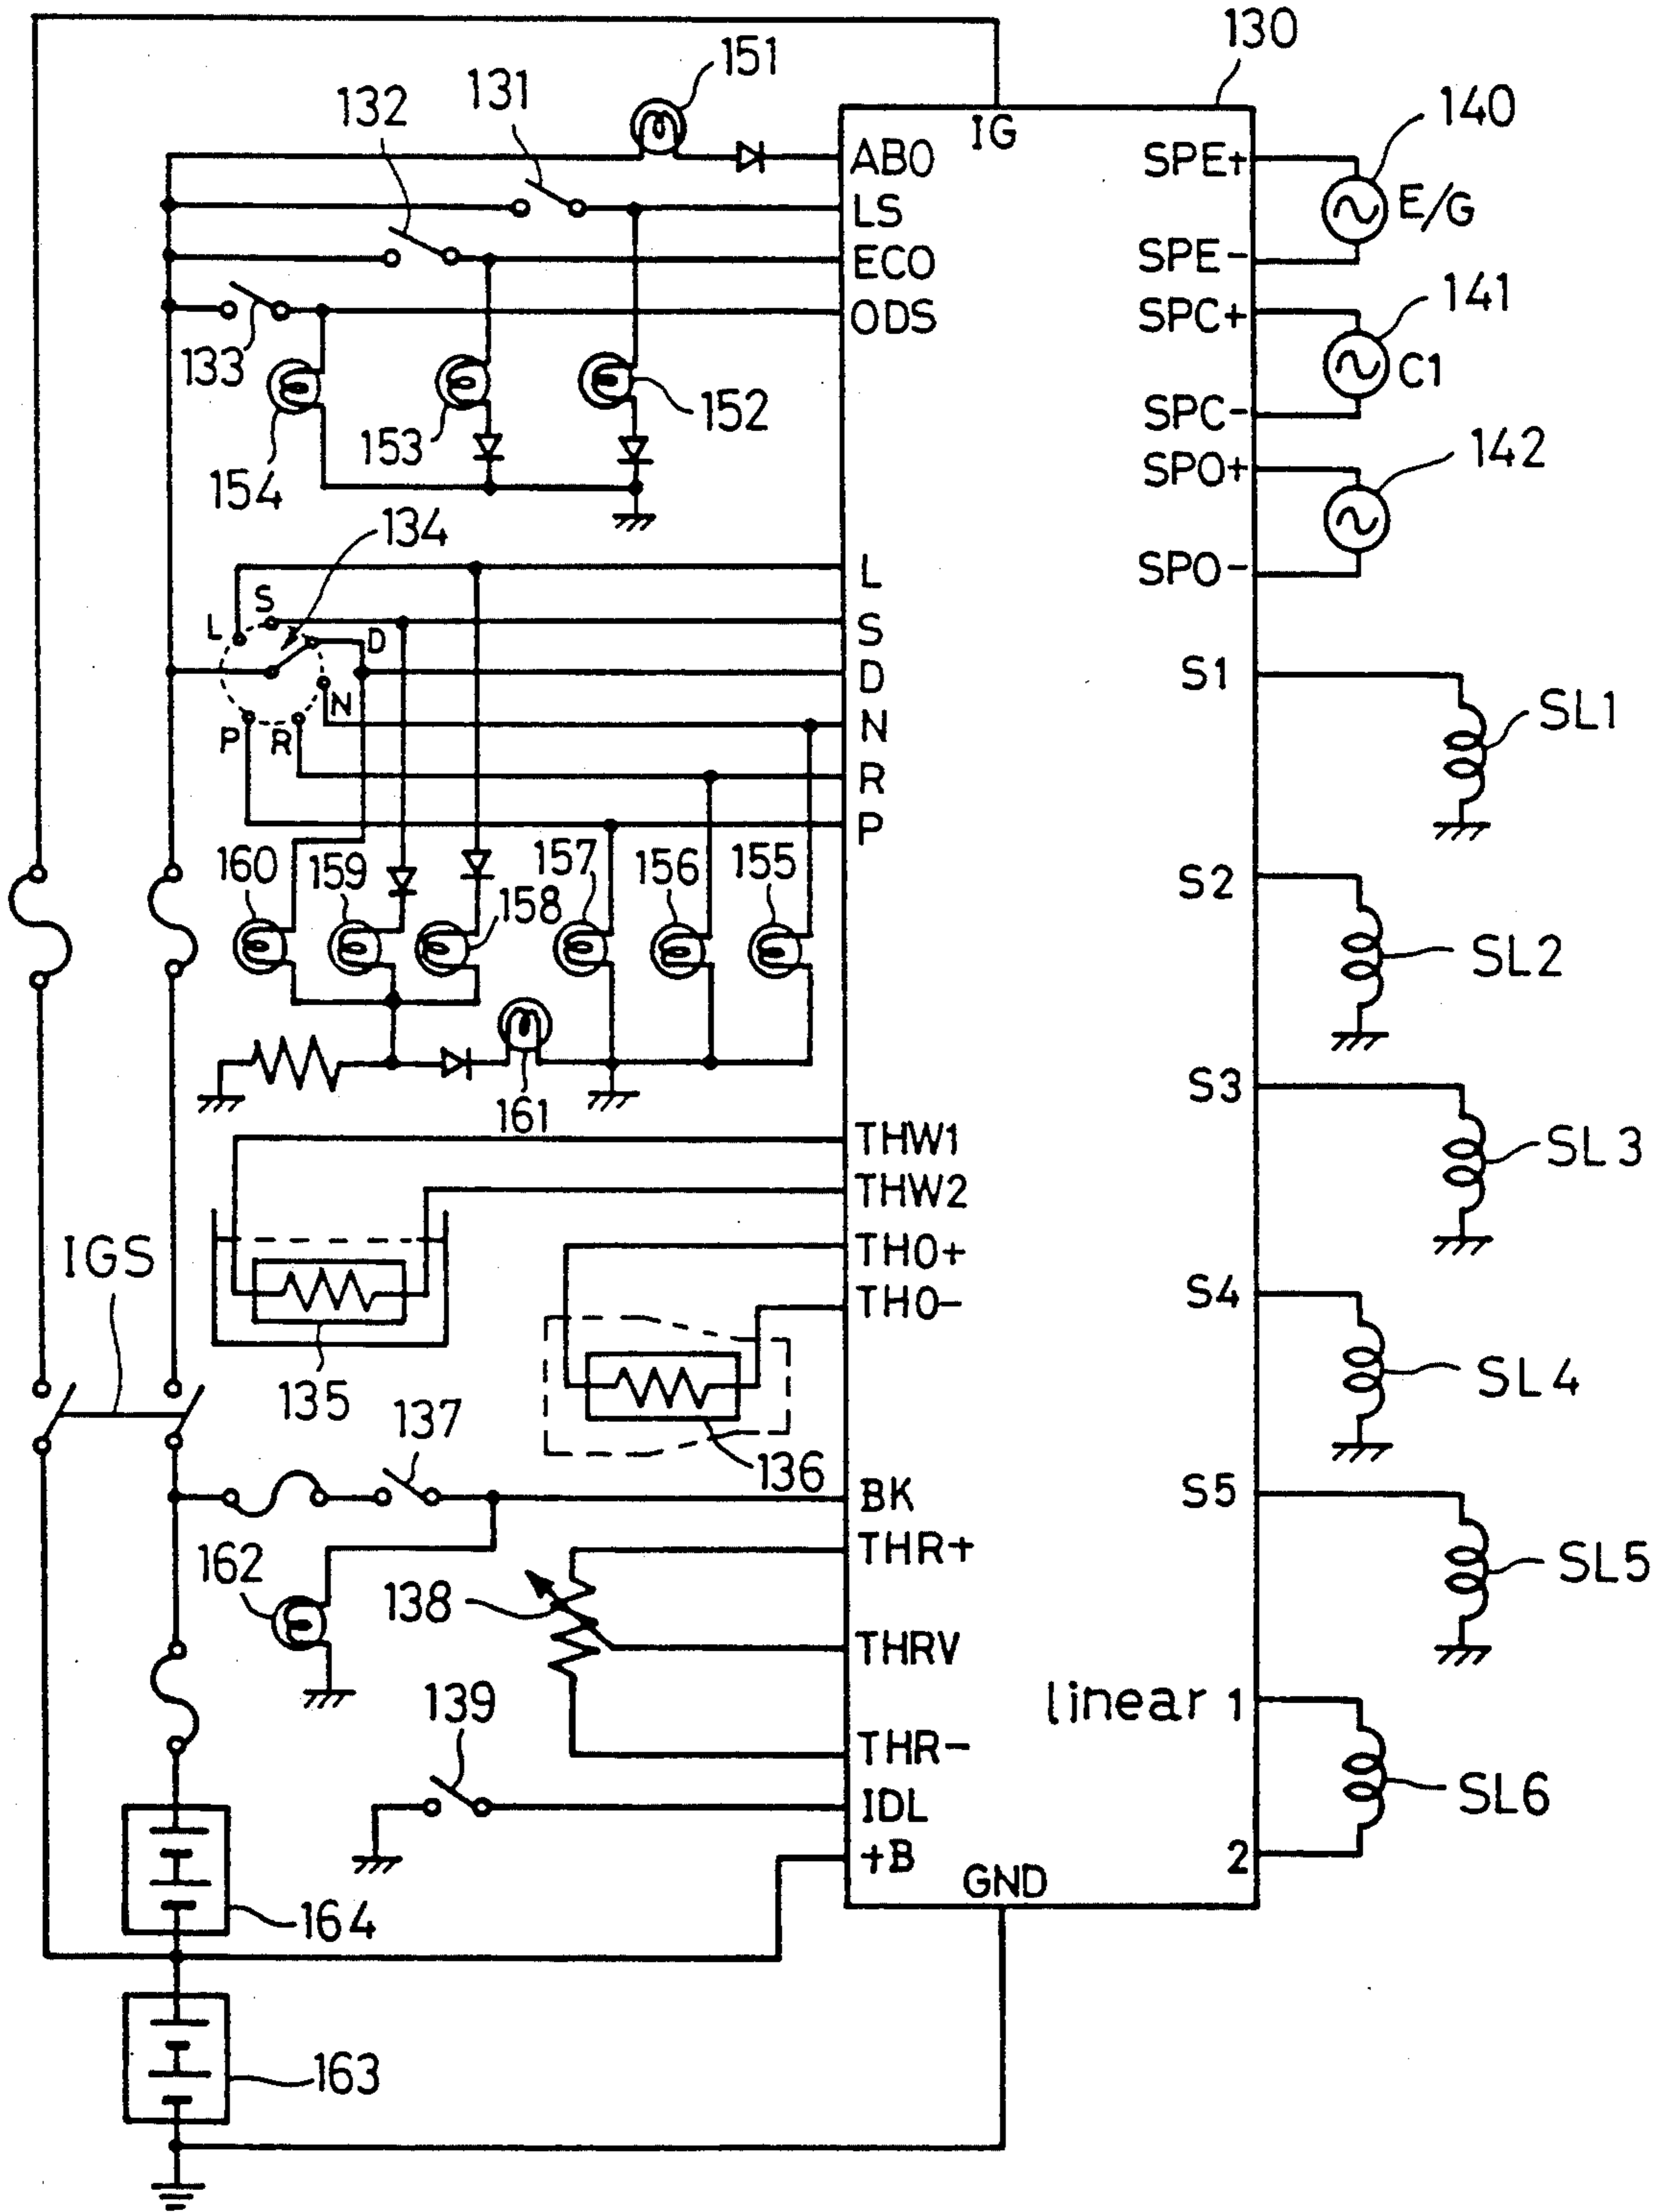 130
151
140
132
131
IG
ABO
SPE+
E/G
LS
ECO
SPE-
141
ODS
SPC+
133
C1
152
SPC-
153
142
154
SPO+
134
SPO-
L
S
L
S
D
S1
D
N
N
SL1
P
R
R
P
160
159
157
156
155
S2
158
SL2
161
S3
THW1
SL3
THW2
IGS
THO+
S4
THO-
135
SL4
137
136
S5
BK
THR+
162
SL5
138
THRV
linear 1
139
THR-
SL6
IDL
+B
2
GND
164
163